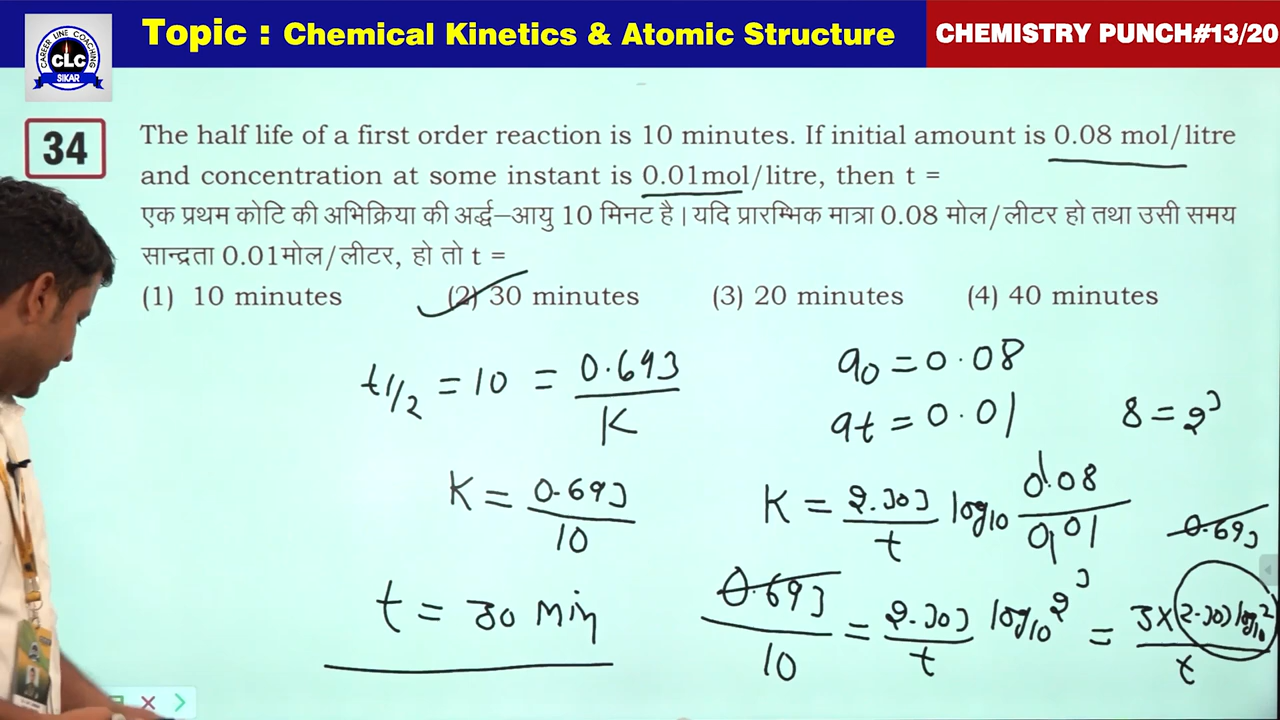 CAREER LINE COACHING
CLC
SIKAR
Topic : Chemical Kinetics & Atomic Structure
CHEMISTRY PUNCH#13/20
34
The half life of a first order reaction is 10 minutes. If initial amount is 0.08 mol/litre
and concentration at some instant is 0.01mol/litre, then t =
एक प्रथम कोटि की अभिक्रिया की अर्द्ध–आयु 10 मिनट है। यदि प्रारम्भिक मात्रा 0.08 मोल/लीटर हो तथा उसी समय
सान्द्रता 0.01मोल/लीटर, हो तो t =
(1) 10 minutes (2) 30 minutes (3) 20 minutes (4) 40 minutes
t1/2 = 10 = 0.693/K
a0 = 0.08
at = 0.01
8 = 2^3
K = 0.693/10
K = 2.303/t log10 0.08/0.01
0.693
t = 30 Min
0.693/10 = 2.303/t log10 2^3 = 3×(2.303 log10 2)/t